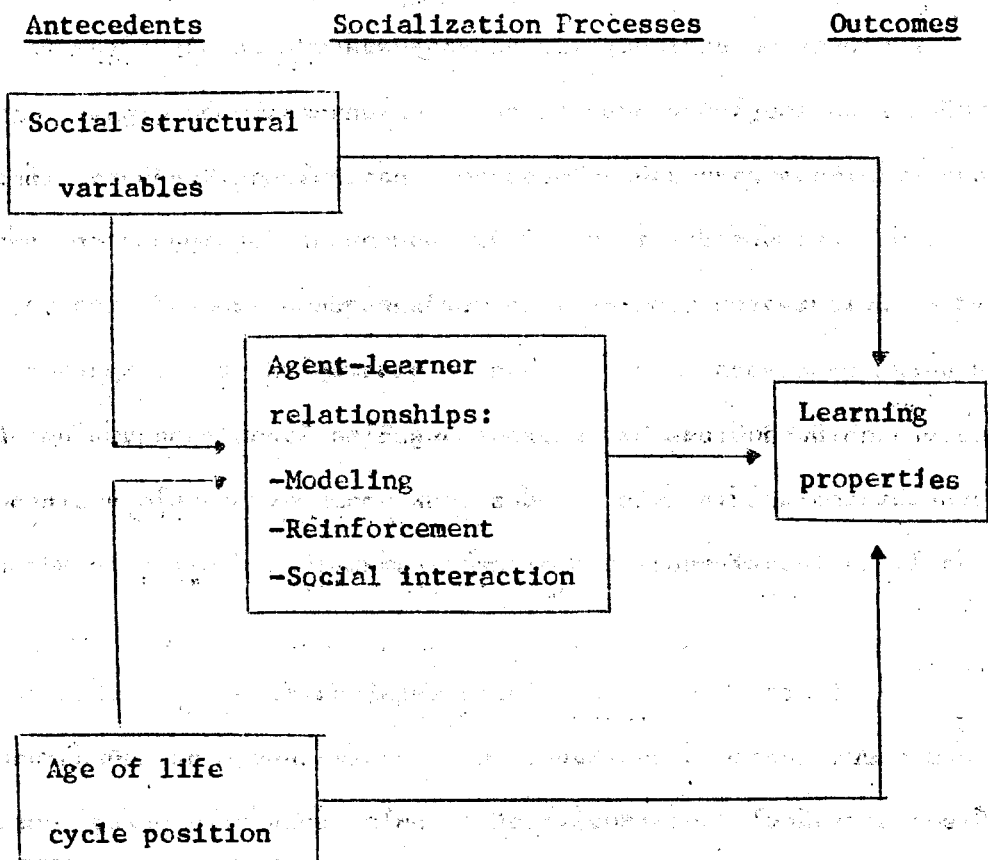 Antecedents Socialization Processes Outcomes
Social structural
variables
Agent-learner
relationships:
-Modeling
-Reinforcement
-Social interaction
Learning
properties
Age of life
cycle position